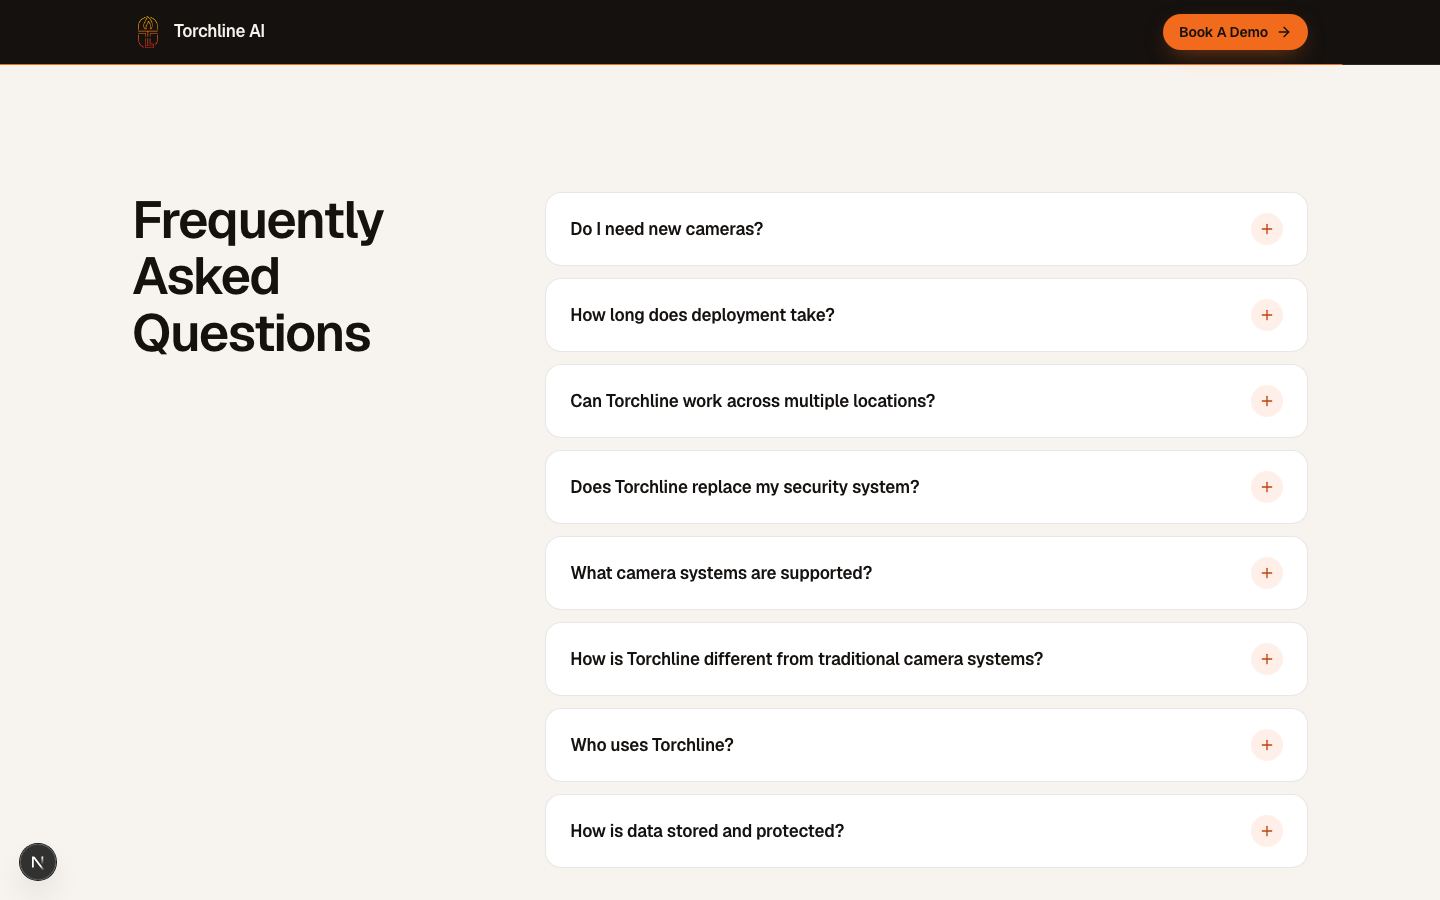 Torchline AI
Book A Demo
Frequently
Asked
Questions
Do I need new cameras?
How long does deployment take?
Can Torchline work across multiple locations?
Does Torchline replace my security system?
What camera systems are supported?
How is Torchline different from traditional camera systems?
Who uses Torchline?
How is data stored and protected?
N